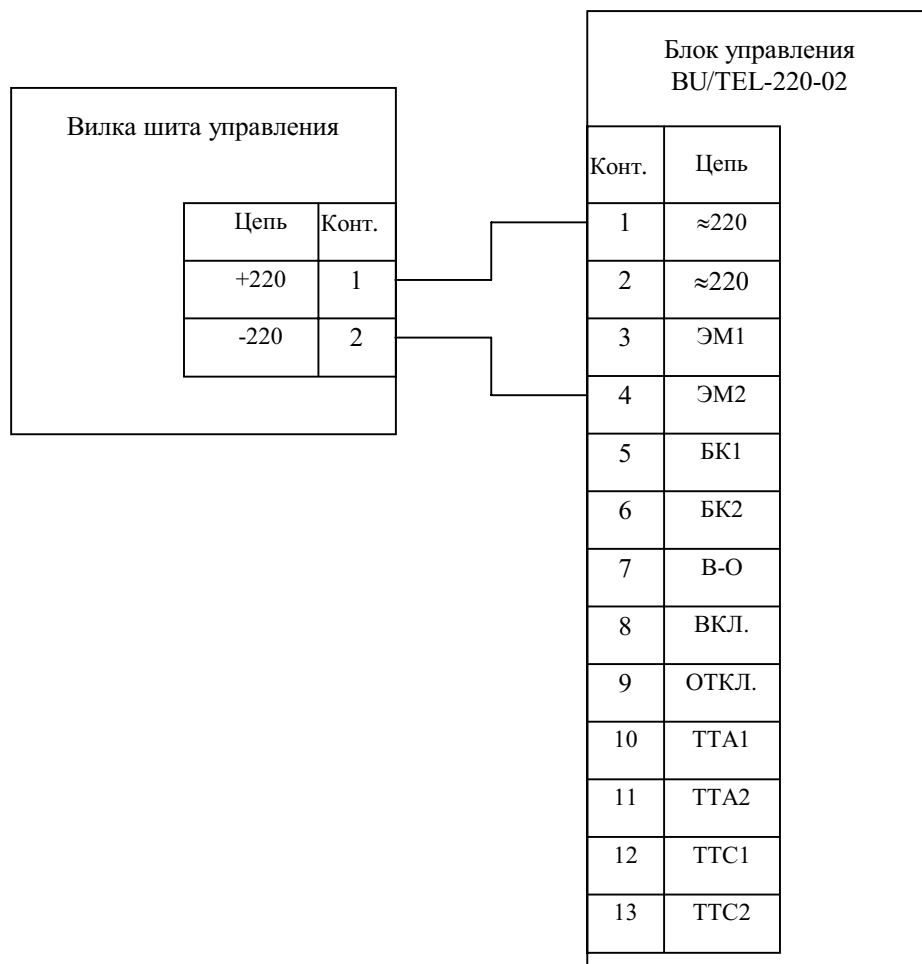 Блок управления
BU/TEL-220-02
Вилка шита управления
Конт. Цепь
Цепь Конт.
1 ≈220
+220 1
2 ≈220
-220 2
3 ЭМ1
4 ЭМ2
5 БК1
6 БК2
7 В-О
8 ВКЛ.
9 ОТКЛ.
10 ТТА1
11 ТТА2
12 ТТС1
13 ТТС2